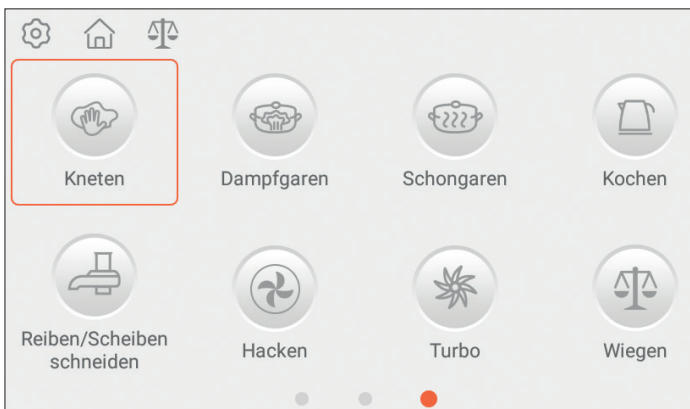 Kneten
Dampfgaren
Schongaren
Kochen
Reiben/Scheiben
schneiden
Hacken
Turbo
Wiegen